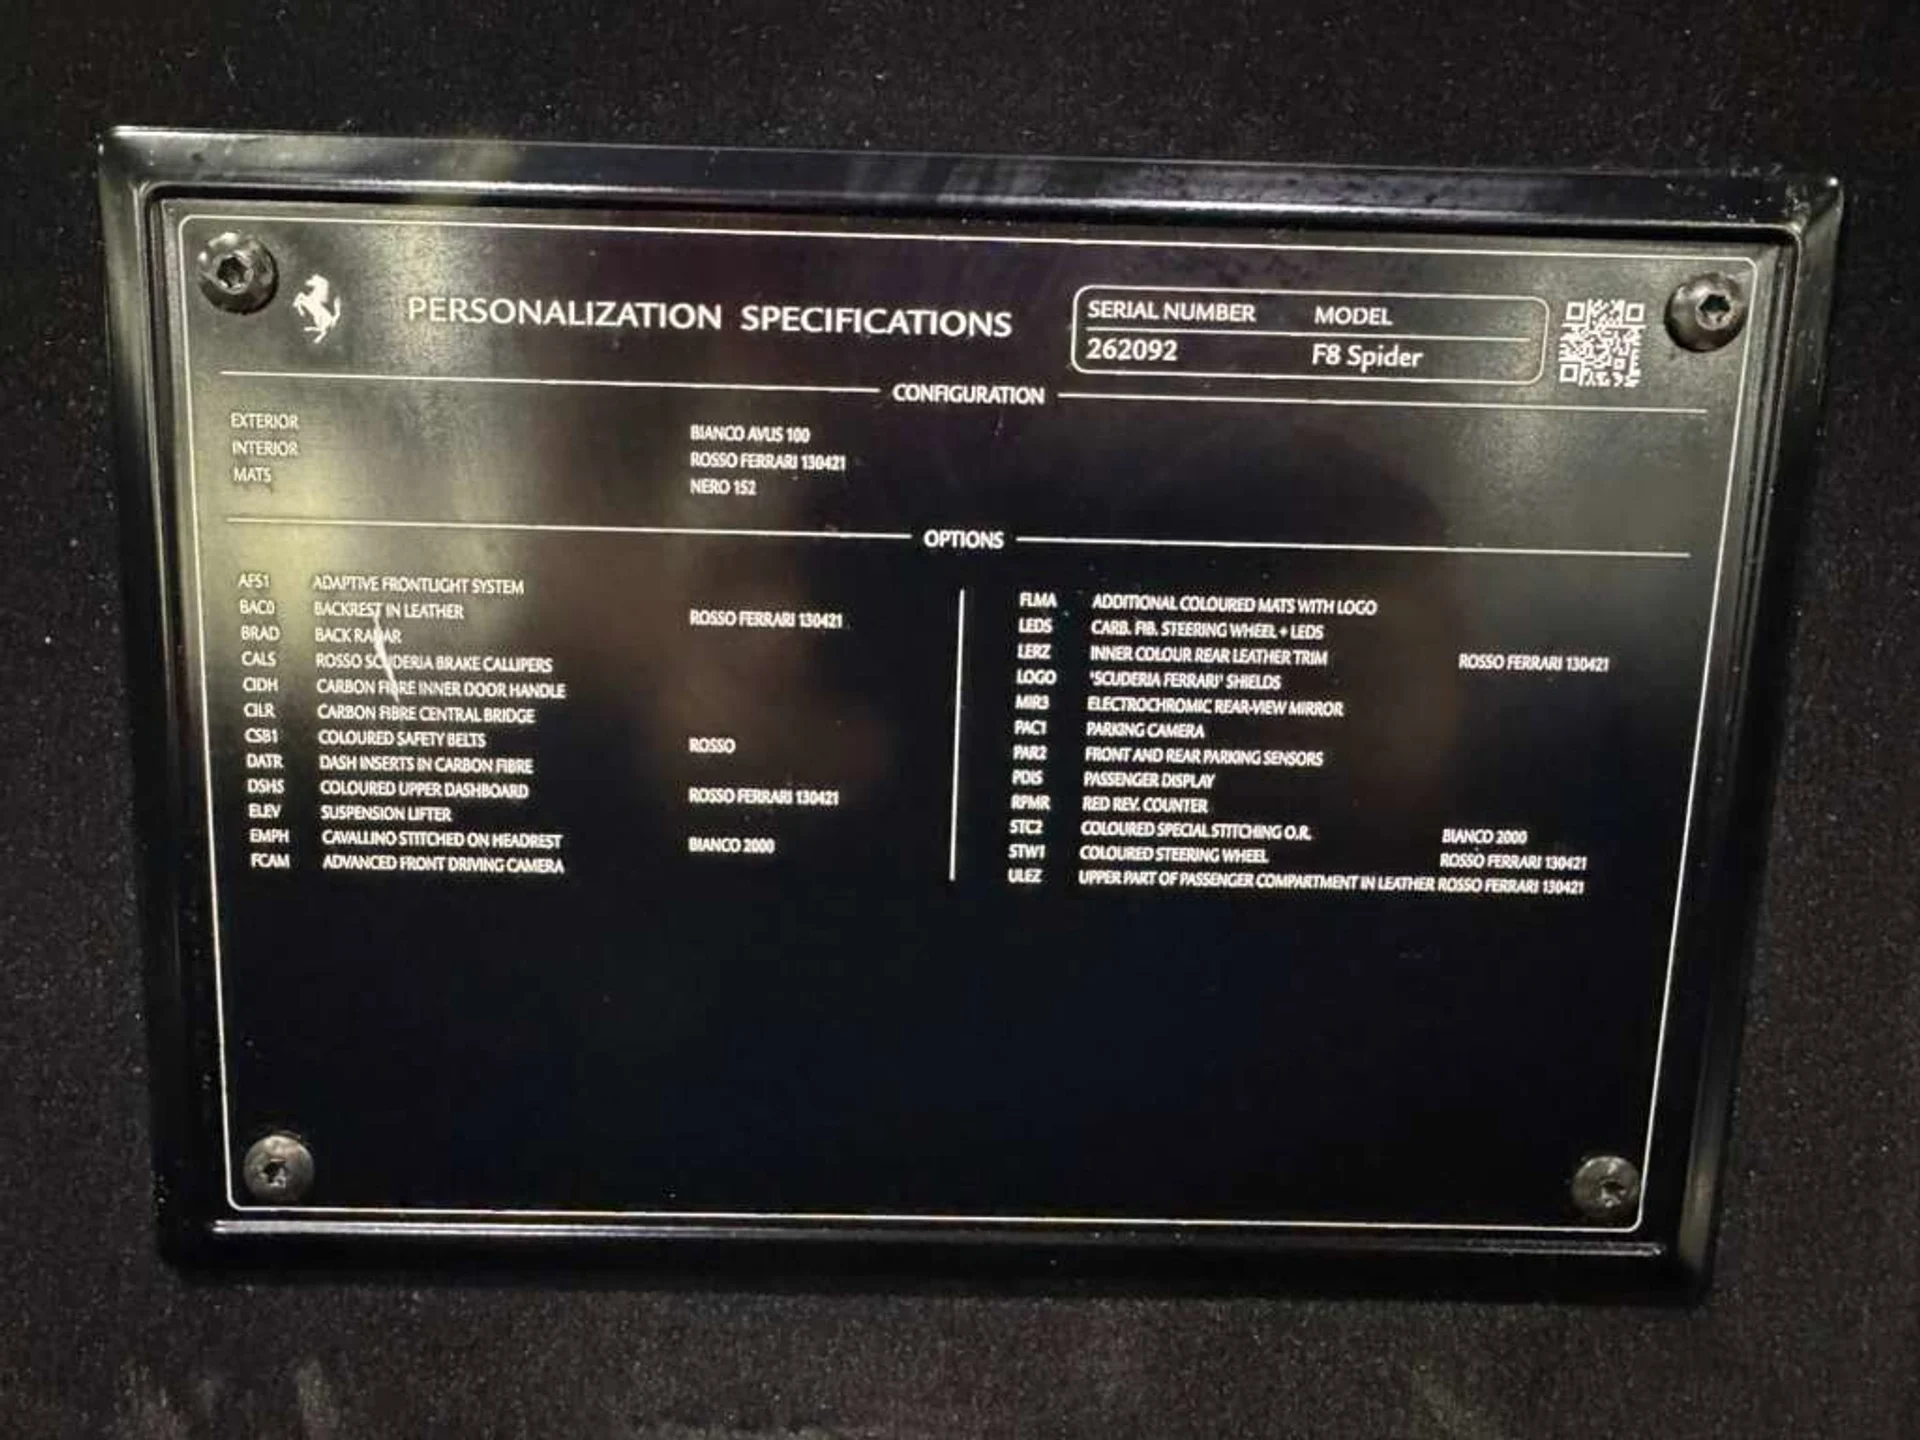 PERSONALIZATION SPECIFICATIONS
SERIAL NUMBER MODEL
262092 F8 Spider
CONFIGURATION
EXTERIOR BIANCO AVUS 100
INTERIOR ROSSO FERRARI 130421
MATS NERO 152
OPTIONS
AFS1 ADAPTIVE FRONTLIGHT SYSTEM
BAC0 BACKREST IN LEATHER ROSSO FERRARI 130421
BRAD BACK RADAR
CALS ROSSO SCUDERIA BRAKE CALLIPERS
CIDH CARBON FIBRE INNER DOOR HANDLE
CILR CARBON FIBRE CENTRAL BRIDGE
CSB1 COLOURED SAFETY BELTS ROSSO
DATR DASH INSERTS IN CARBON FIBRE
DSHS COLOURED UPPER DASHBOARD ROSSO FERRARI 130421
ELEV SUSPENSION LIFTER
EMPH CAVALLINO STITCHED ON HEADREST BIANCO 2000
FCAM ADVANCED FRONT DRIVING CAMERA
FLMA ADDITIONAL COLOURED MATS WITH LOGO
LEDS CARB. FIB. STEERING WHEEL + LEDS
LERZ INNER COLOUR REAR LEATHER TRIM ROSSO FERRARI 130421
LOGO 'SCUDERIA FERRARI' SHIELDS
MIR3 ELECTROCHROMIC REAR-VIEW MIRROR
PAC1 PARKING CAMERA
PAR2 FRONT AND REAR PARKING SENSORS
PDIS PASSENGER DISPLAY
RPMR RED REV. COUNTER
STC2 COLOURED SPECIAL STITCHING O.R. BIANCO 2000
STW1 COLOURED STEERING WHEEL ROSSO FERRARI 130421
ULEZ UPPER PART OF PASSENGER COMPARTMENT IN LEATHER ROSSO FERRARI 130421